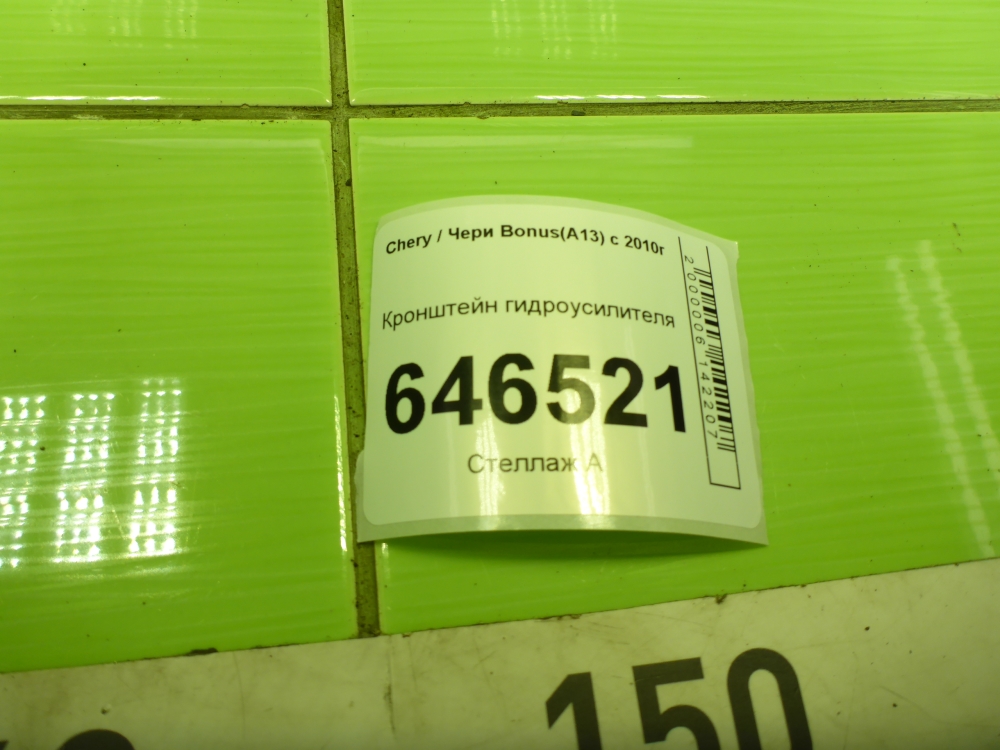 Chery / Чери Bonus(A13) с 2010г
Кронштейн гидроусилителя
646521
Стеллаж А
2000006142207
150